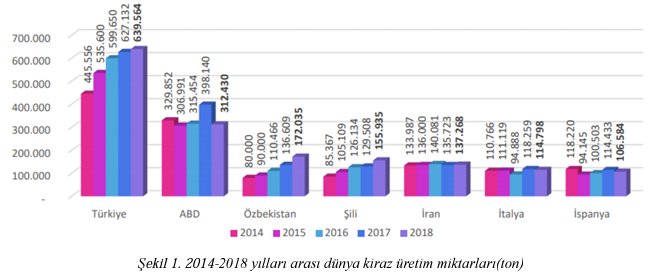 700.000
600.000
500.000
400.000
300.000
200.000
100.000
-
445.556 535.600 599.650 627.132 639.564
329.852 306.991 315.454 398.140 312.430
80.000 90.000 110.466 136.609 172.035
85.367 105.109 126.134 129.508 155.935
133.987 136.000 140.081 135.723 137.268
110.766 111.119 94.888 118.259 114.798
118.220 94.145 100.503 114.433 106.584
Türkiye ABD Özbekistan Şili İran İtalya İspanya
2014 2015 2016 2017 2018
Şekil 1. 2014-2018 yılları arası dünya kiraz üretim miktarları(ton)